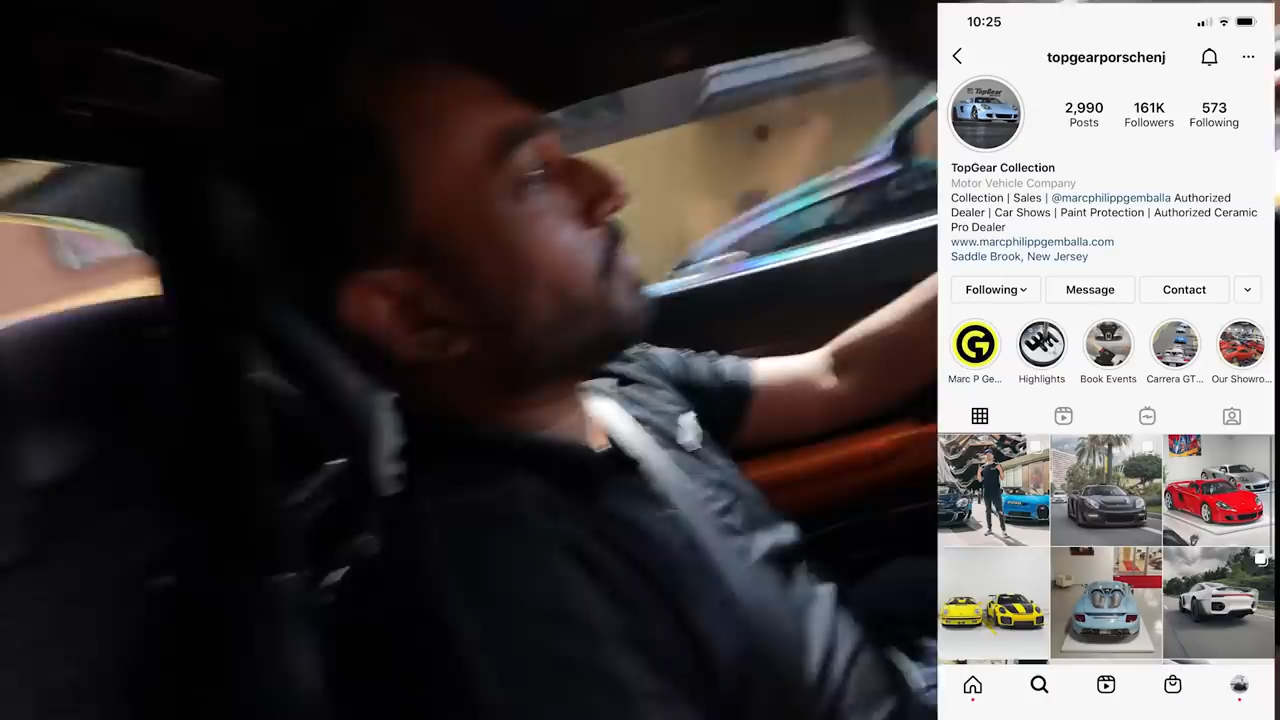 10:25
topgearporschenj
2,990 161K 573
Posts Followers Following
TopGear Collection
Motor Vehicle Company
Collection | Sales | @marcphilippgemballa Authorized
Dealer | Car Shows | Paint Protection | Authorized Ceramic
Pro Dealer
www.marcphilippgemballa.com
Saddle Brook, New Jersey
Following Message Contact
Marc P Ge... Highlights Book Events Carrera GT... Our Showro...